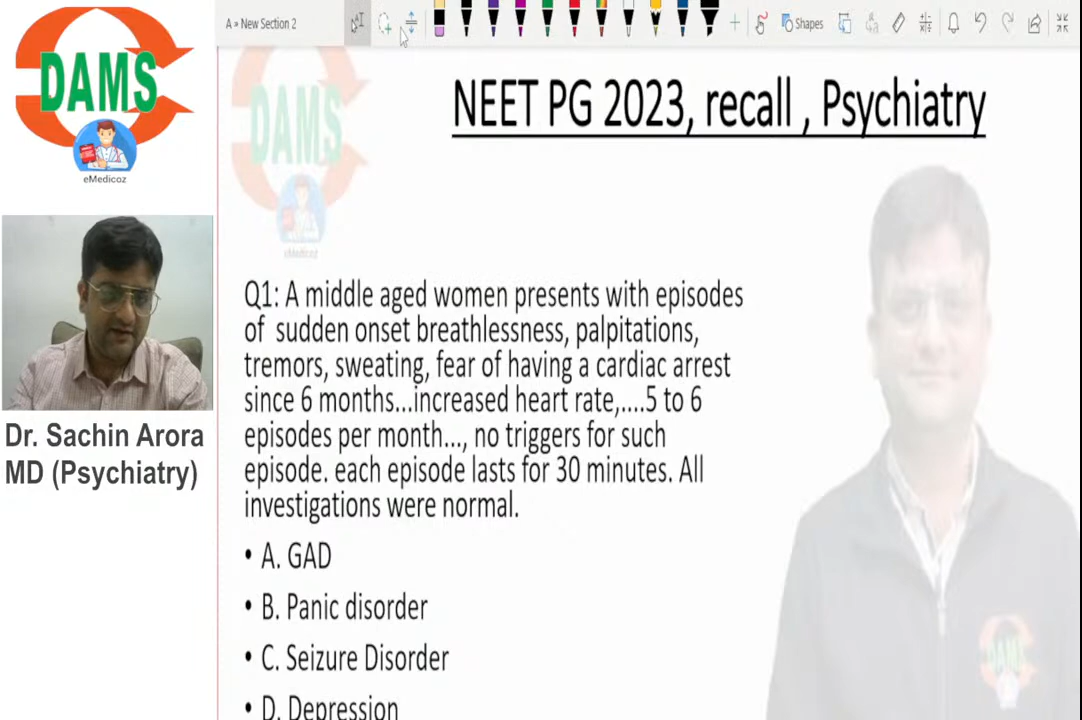 A » New Section 2
Shapes
DAMS
eMedicoz
DAMS
eMedicoz
NEET PG 2023, recall , Psychiatry
Dr. Sachin Arora
MD (Psychiatry)
Q1: A middle aged women presents with episodes
of sudden onset breathlessness, palpitations,
tremors, sweating, fear of having a cardiac arrest
since 6 months...increased heart rate,....5 to 6
episodes per month..., no triggers for such
episode. each episode lasts for 30 minutes. All
investigations were normal.
• A. GAD
• B. Panic disorder
• C. Seizure Disorder
• D. Depression
DAMS